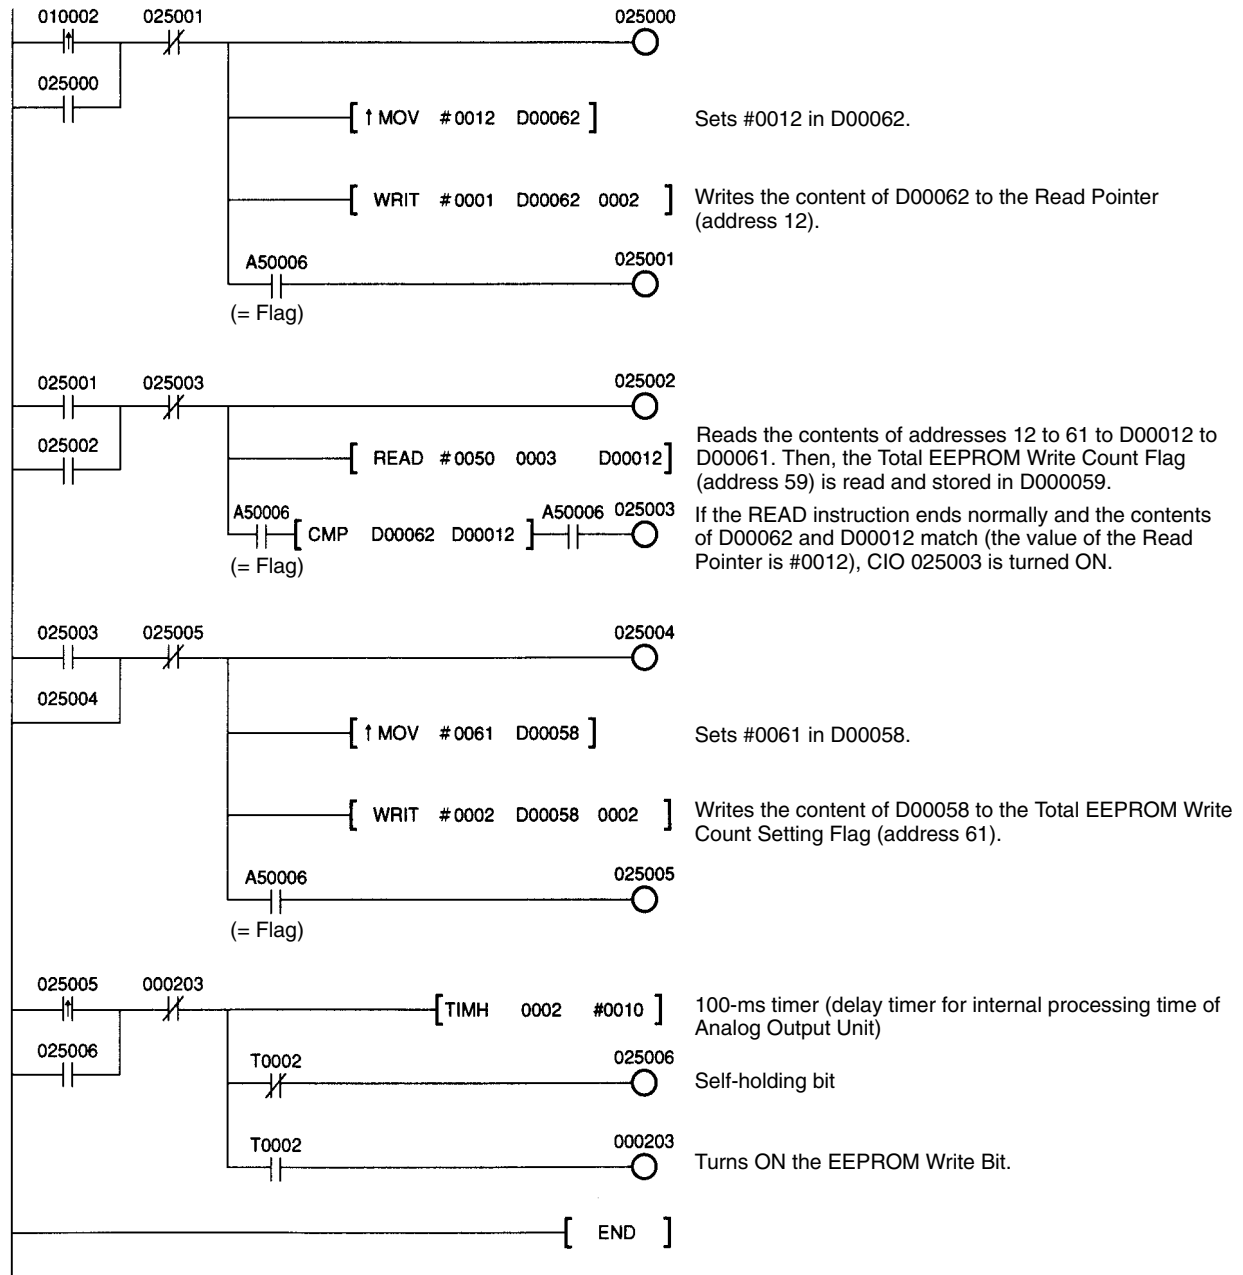 010002 025001 025000
025000
[ ↑ MOV #0012 D00062 ] Sets #0012 in D00062.
[ WRIT #0001 D00062 0002 ] Writes the content of D00062 to the Read Pointer
(address 12).
A50006 025001
(= Flag)
025001 025003 025002
025002
[ READ #0050 0003 D00012 ] Reads the contents of addresses 12 to 61 to D00012 to
D00061. Then, the Total EEPROM Write Count Flag
(address 59) is read and stored in D000059.
A50006 [ CMP D00062 D00012 ] A50006 025003
(= Flag)
If the READ instruction ends normally and the contents
of D00062 and D00012 match (the value of the Read
Pointer is #0012), CIO 025003 is turned ON.
025003 025005 025004
025004
[ ↑ MOV #0061 D00058 ] Sets #0061 in D00058.
[ WRIT #0002 D00058 0002 ] Writes the content of D00058 to the Total EEPROM Write
Count Setting Flag (address 61).
A50006 025005
(= Flag)
025005 000203
[ TIMH 0002 #0010 ] 100-ms timer (delay timer for internal processing time of
Analog Output Unit)
025006
T0002 025006
Self-holding bit
T0002 000203
Turns ON the EEPROM Write Bit.
[ END ]